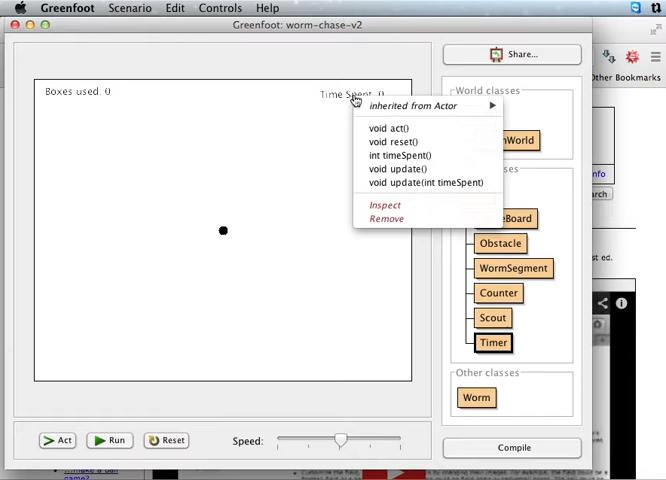 Greenfoot Scenario Edit Controls Help
Greenfoot: worm-chase-v2
Share...
Other Bookmarks
Boxes used: 0
Time Spent: 0
inherited from Actor
void act()
void reset()
int timeSpent()
void update()
void update(int timeSpent)
Inspect
Remove
World classes
Obstacle
WormSegment
Counter
Scout
Timer
Other classes
Worm
Act
Run
Reset
Speed:
Compile